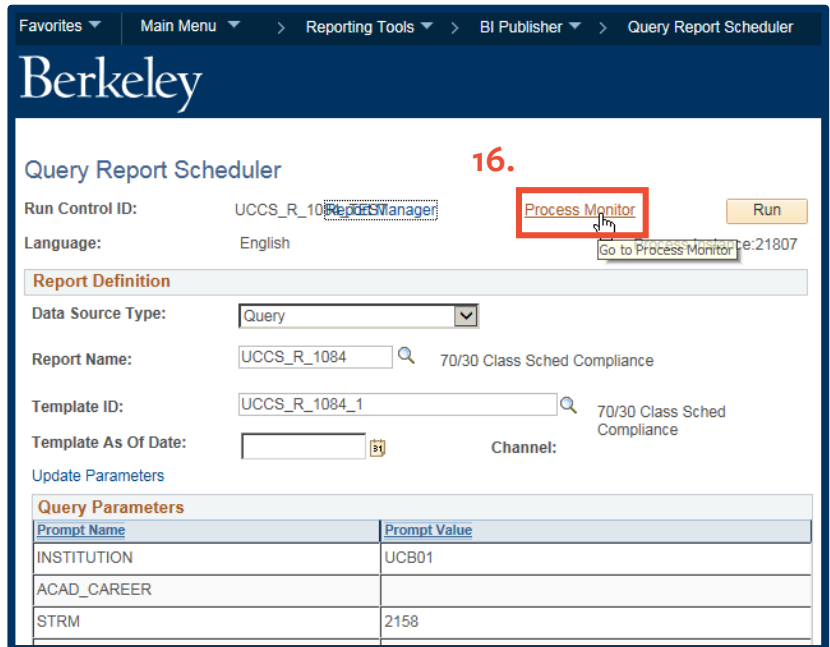 Favorites Main Menu > Reporting Tools > BI Publisher > Query Report Scheduler
Berkeley
Query Report Scheduler
16.
Run Control ID: UCCS_R_1084_TEST Report Manager Process Monitor Run
Language: English Process Instance:21807
Go to Process Monitor
Report Definition
Data Source Type: Query
Report Name: UCCS_R_1084 70/30 Class Sched Compliance
Template ID: UCCS_R_1084_1 70/30 Class Sched
Compliance
Template As Of Date: 31 Channel:
Update Parameters
Query Parameters
Prompt Name Prompt Value
INSTITUTION UCB01
ACAD_CAREER
STRM 2158